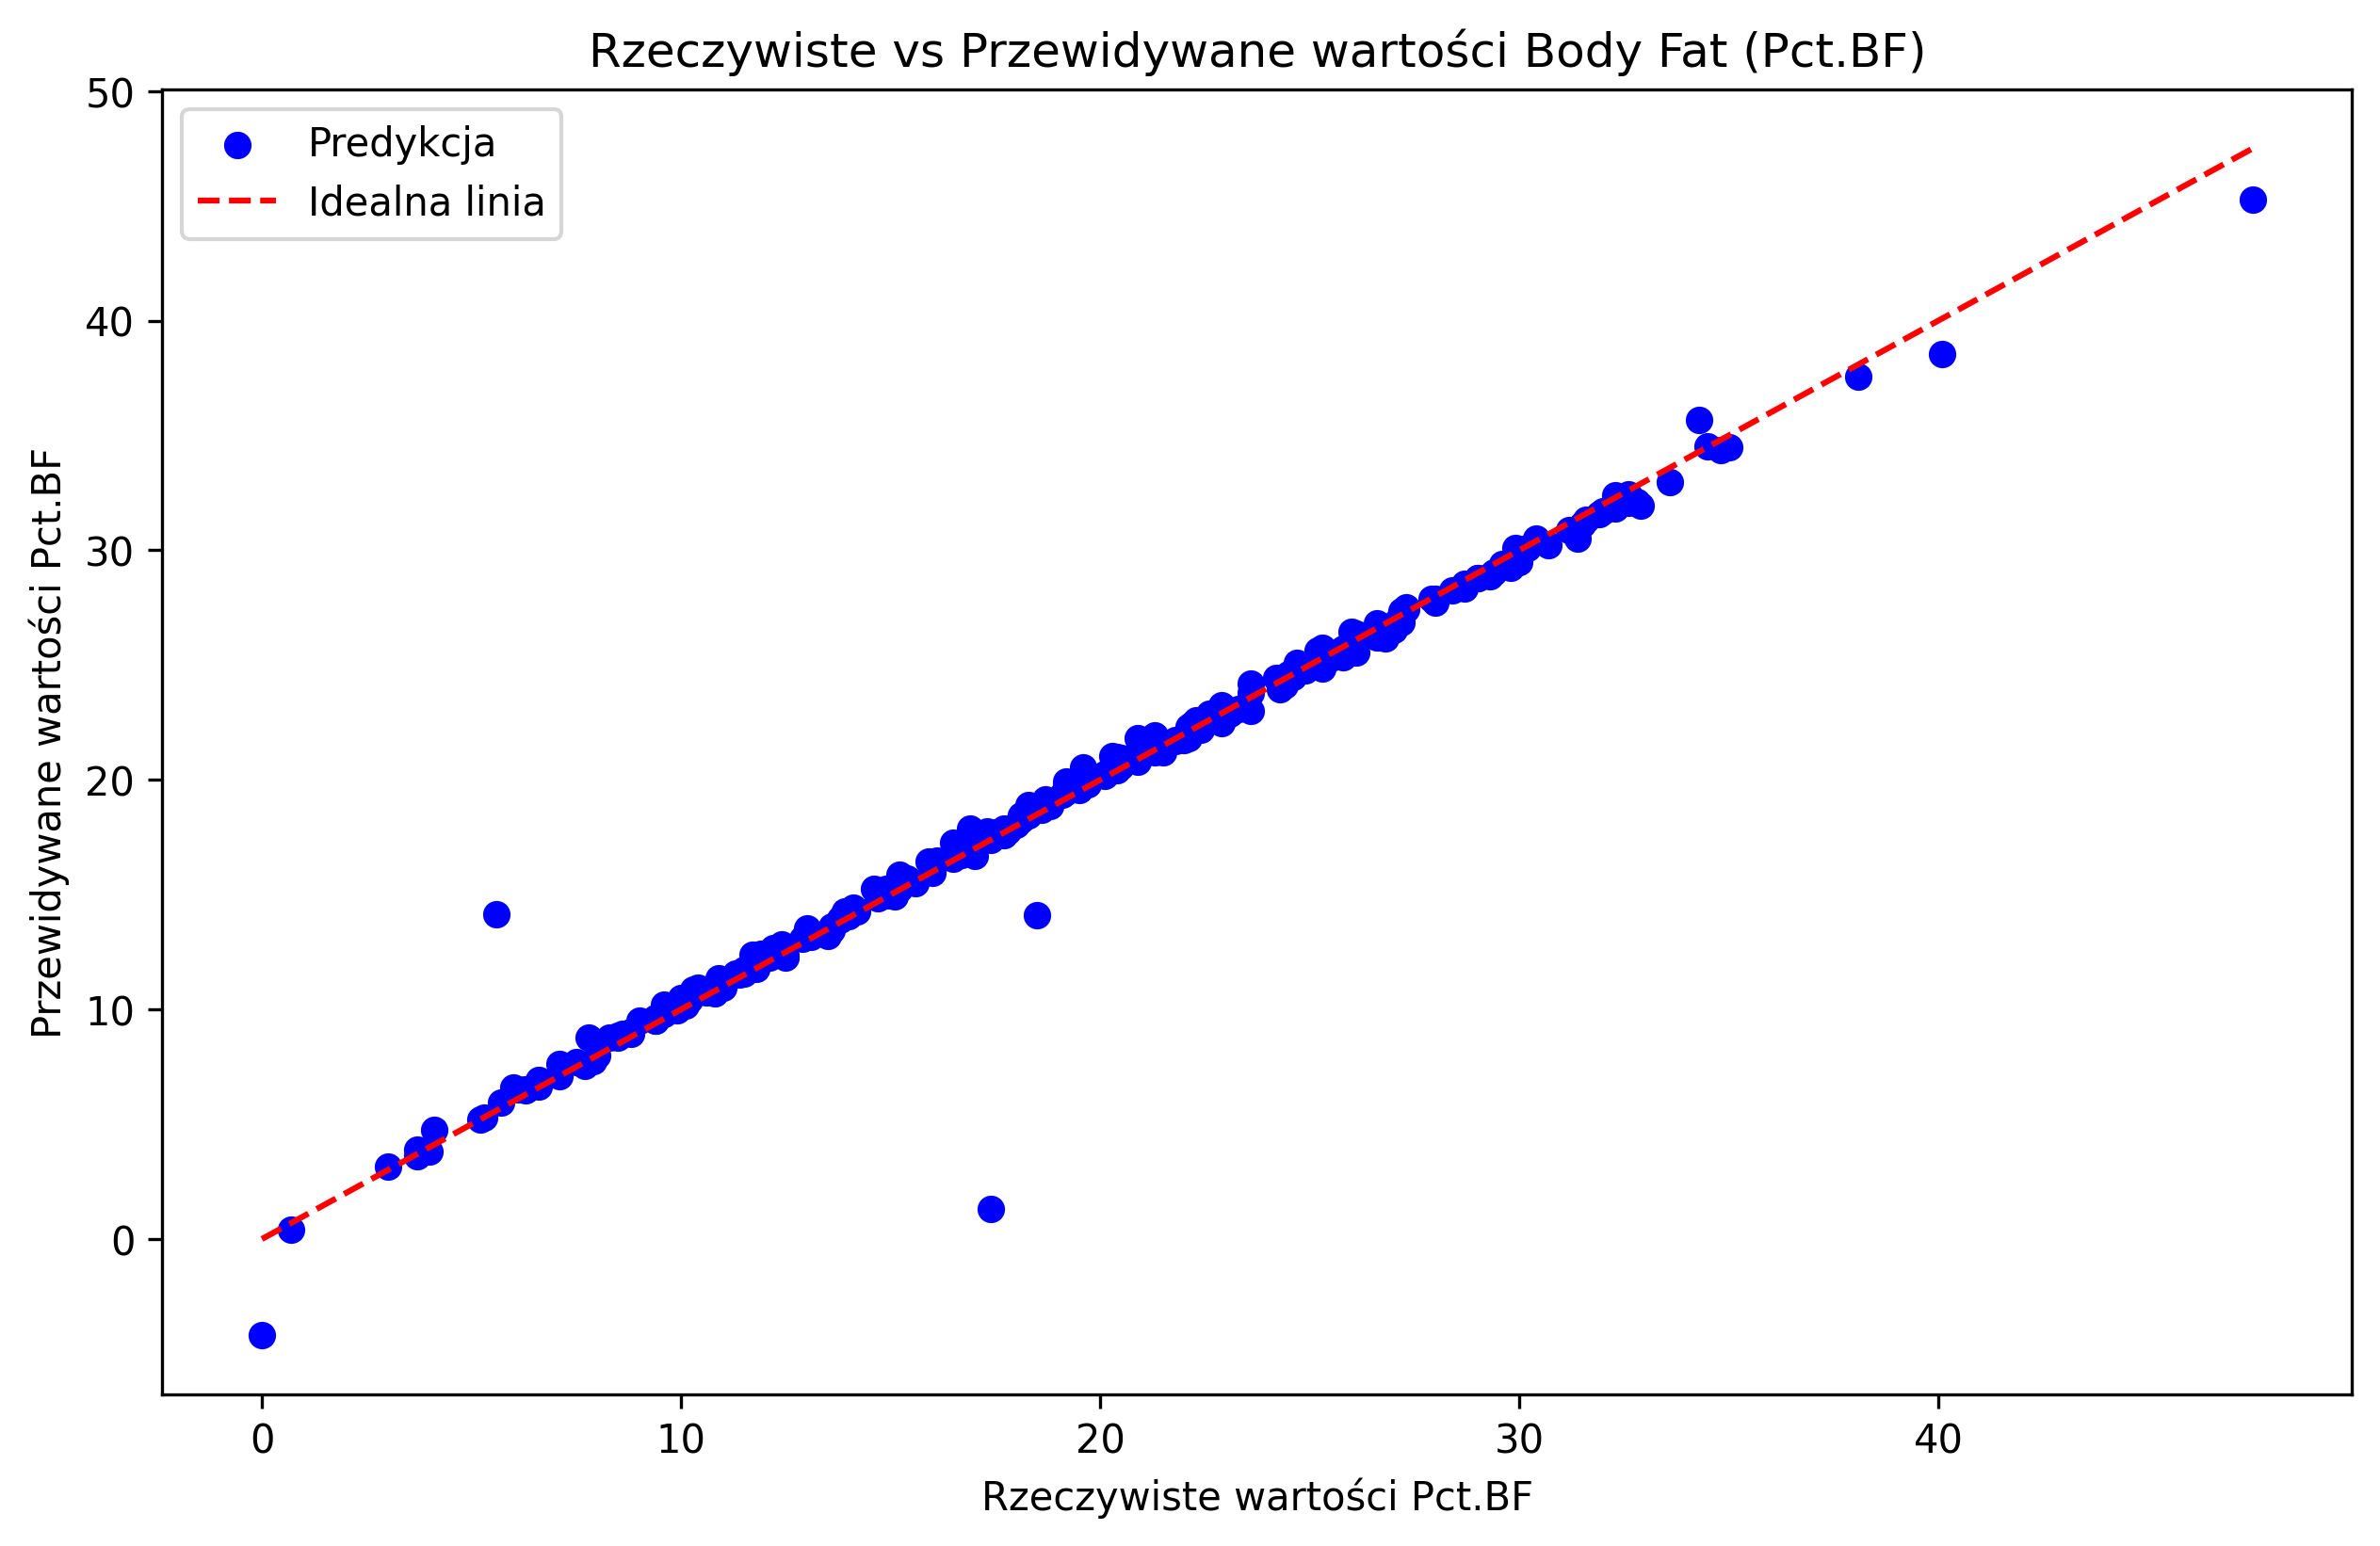 Rzeczywiste vs Przewidywane wartości Body Fat (Pct.BF)
Predykcja
Idealna linia
Przewidywane wartości Pct.BF
50
40
30
20
10
0
0 10 20 30 40
Rzeczywiste wartości Pct.BF